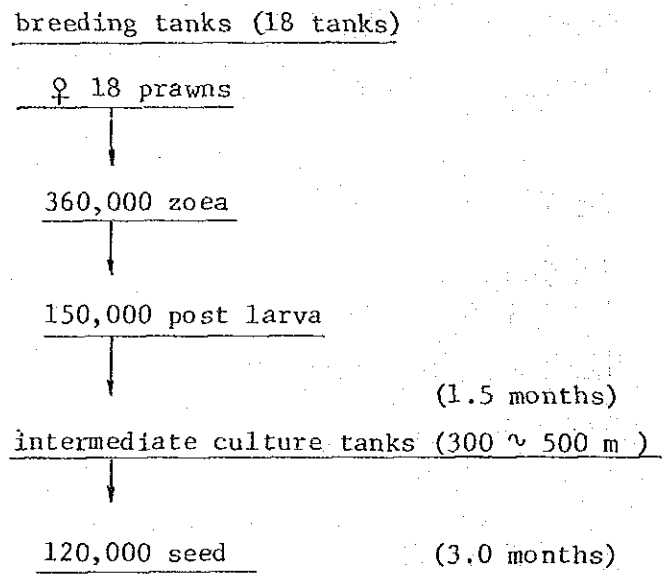 breeding tanks (18 tanks)
♀ 18 prawns
360,000 zoea
150,000 post larva
(1.5 months)
intermediate culture tanks (300 ~ 500 m )
120,000 seed (3.0 months)